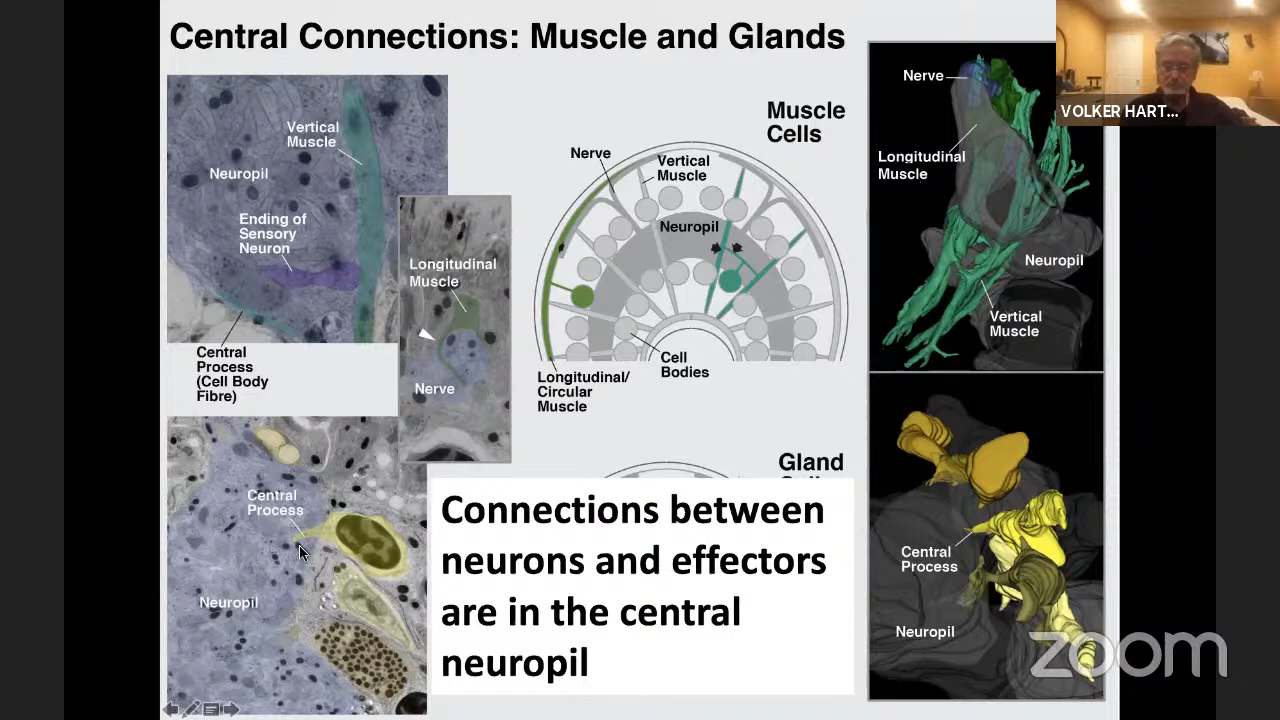 Central Connections: Muscle and Glands
Vertical
Muscle
Neuropil
Ending of
Sensory
Neuron
Central
Process
(Cell Body
Fibre)
Longitudinal
Muscle
Nerve
Muscle
Cells
Nerve
Vertical
Muscle
Neuropil
Cell
Bodies
Longitudinal/
Circular
Muscle
Nerve
Longitudinal
Muscle
Neuropil
Vertical
Muscle
VOLKER HART...
Central
Process
Neuropil
Gland
Connections between
neurons and effectors
are in the central
neuropil
Central
Process
Neuropil
zoom